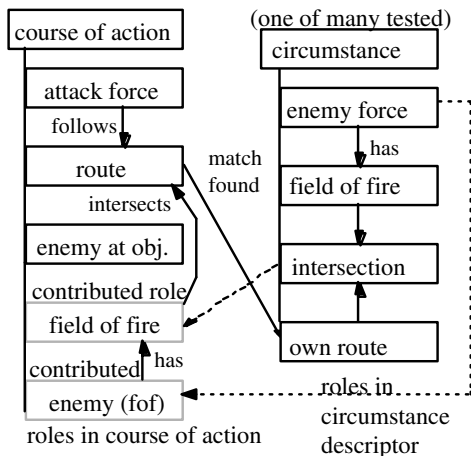 course of action
attack force
follows
route
intersects
enemy at obj.
contributed role
field of fire
contributed
has
enemy (fof)
roles in course of action
match
found
(one of many tested)
circumstance
enemy force
has
field of fire
intersection
own route
roles in
circumstance
descriptor